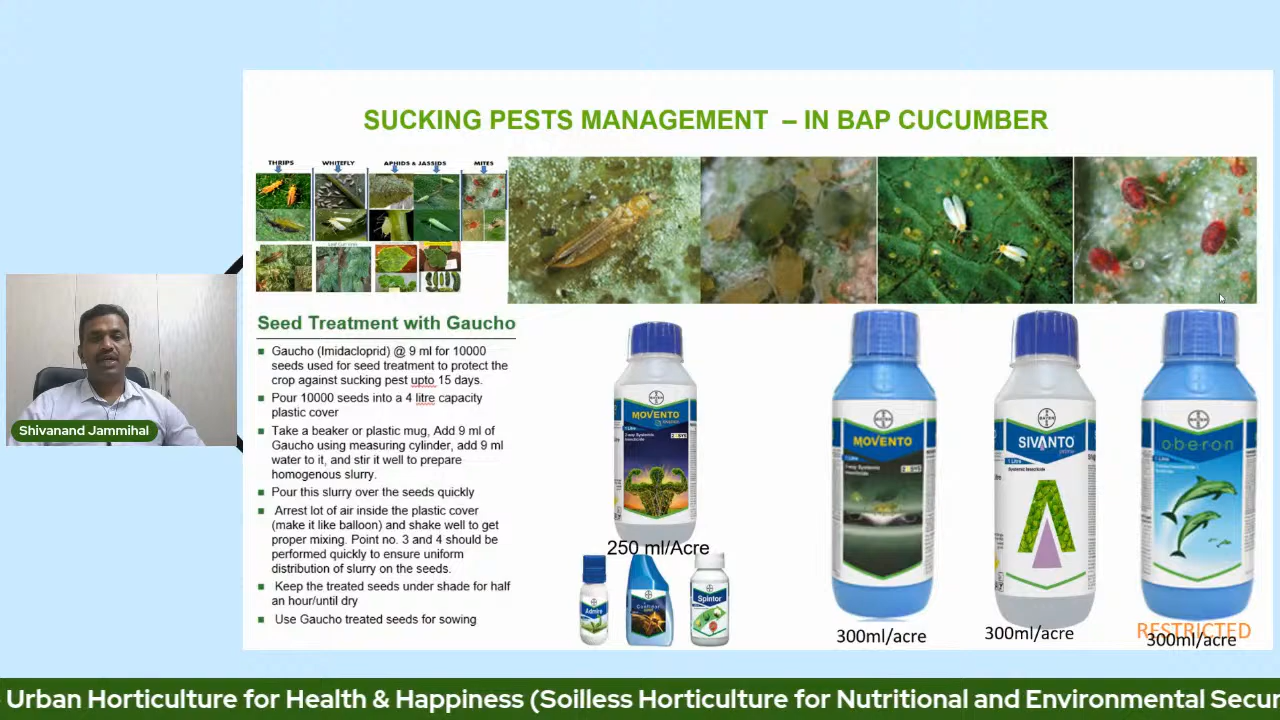 SUCKING PESTS MANAGEMENT – IN BAP CUCUMBER
THRIPS WHITEFLY APHIDS & JASSIDS MITES
Seed Treatment with Gaucho
Gaucho (Imidacloprid) @ 9 ml for 10000
seeds used for seed treatment to protect the
crop against sucking pest upto 15 days.
Pour 10000 seeds into a 4 litre capacity
plastic cover
Take a beaker or plastic mug, Add 9 ml of
Gaucho using measuring cylinder, add 9 ml
water to it, and stir it well to prepare
homogenous slurry.
Pour this slurry over the seeds quickly
Arrest lot of air inside the plastic cover
(make it like balloon) and shake well to get
proper mixing. Point no. 3 and 4 should be
performed quickly to ensure uniform
distribution of slurry on the seeds.
Keep the treated seeds under shade for half
an hour/until dry
Use Gaucho treated seeds for sowing
MOVENTO
250 ml/Acre
Admire
Confidor
Spintor
MOVENTO
300ml/acre
SIVANTO
prime
300ml/acre
oberon
RESTRICTED
300ml/acre
Shivanand Jammihal
Urban Horticulture for Health & Happiness (Soilless Horticulture for Nutritional and Environmental Secur